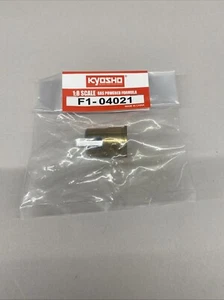 KYOSHO
1:8 SCALE GAS POWERED FORMULA
F1-04021